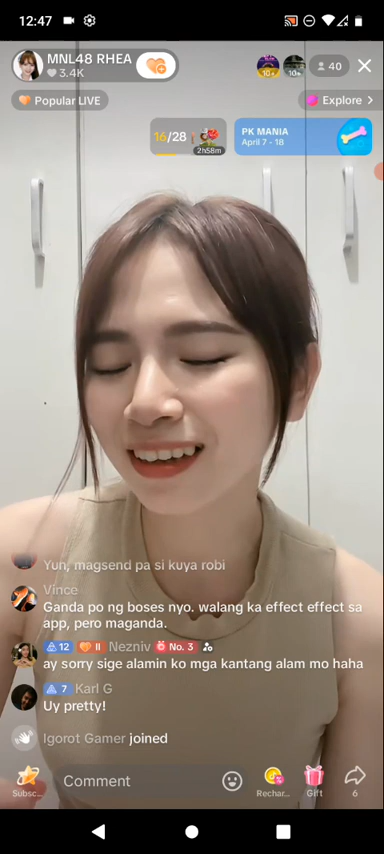 12:47
MNL48 RHEA
3.4K
10+
10+
40
Popular LIVE
Explore >
16/28
2h58m
PK MANIA
April 7 - 18
Yun, magsend pa si kuya robi
Vince
Ganda po ng boses nyo. walang ka effect effect sa
app, pero maganda.
12 II Nezniv No. 3
ay sorry sige alamin ko mga kantang alam mo haha
7 Karl G
Uy pretty!
Igorot Gamer joined
Subsc...
Comment
Rechar...
Gift
6